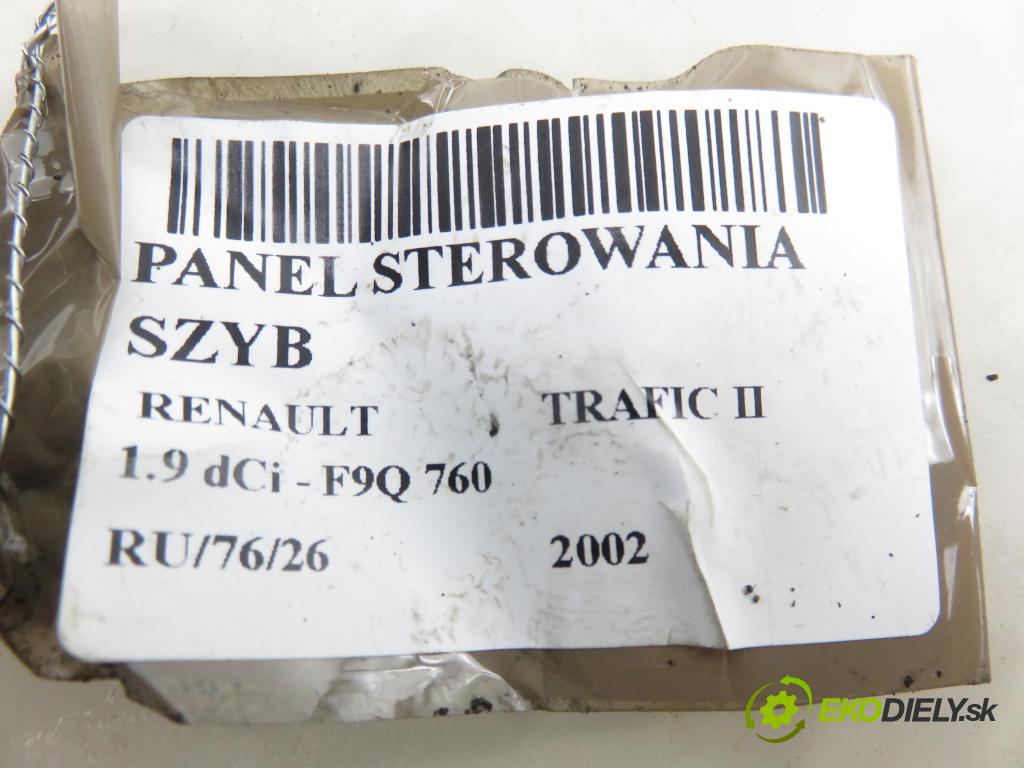 PANEL STEROWANIA
SZYB
RENAULT TRAFIC II
1.9 dCi - F9Q 760
RU/76/26 2002
EKODIELY.sk